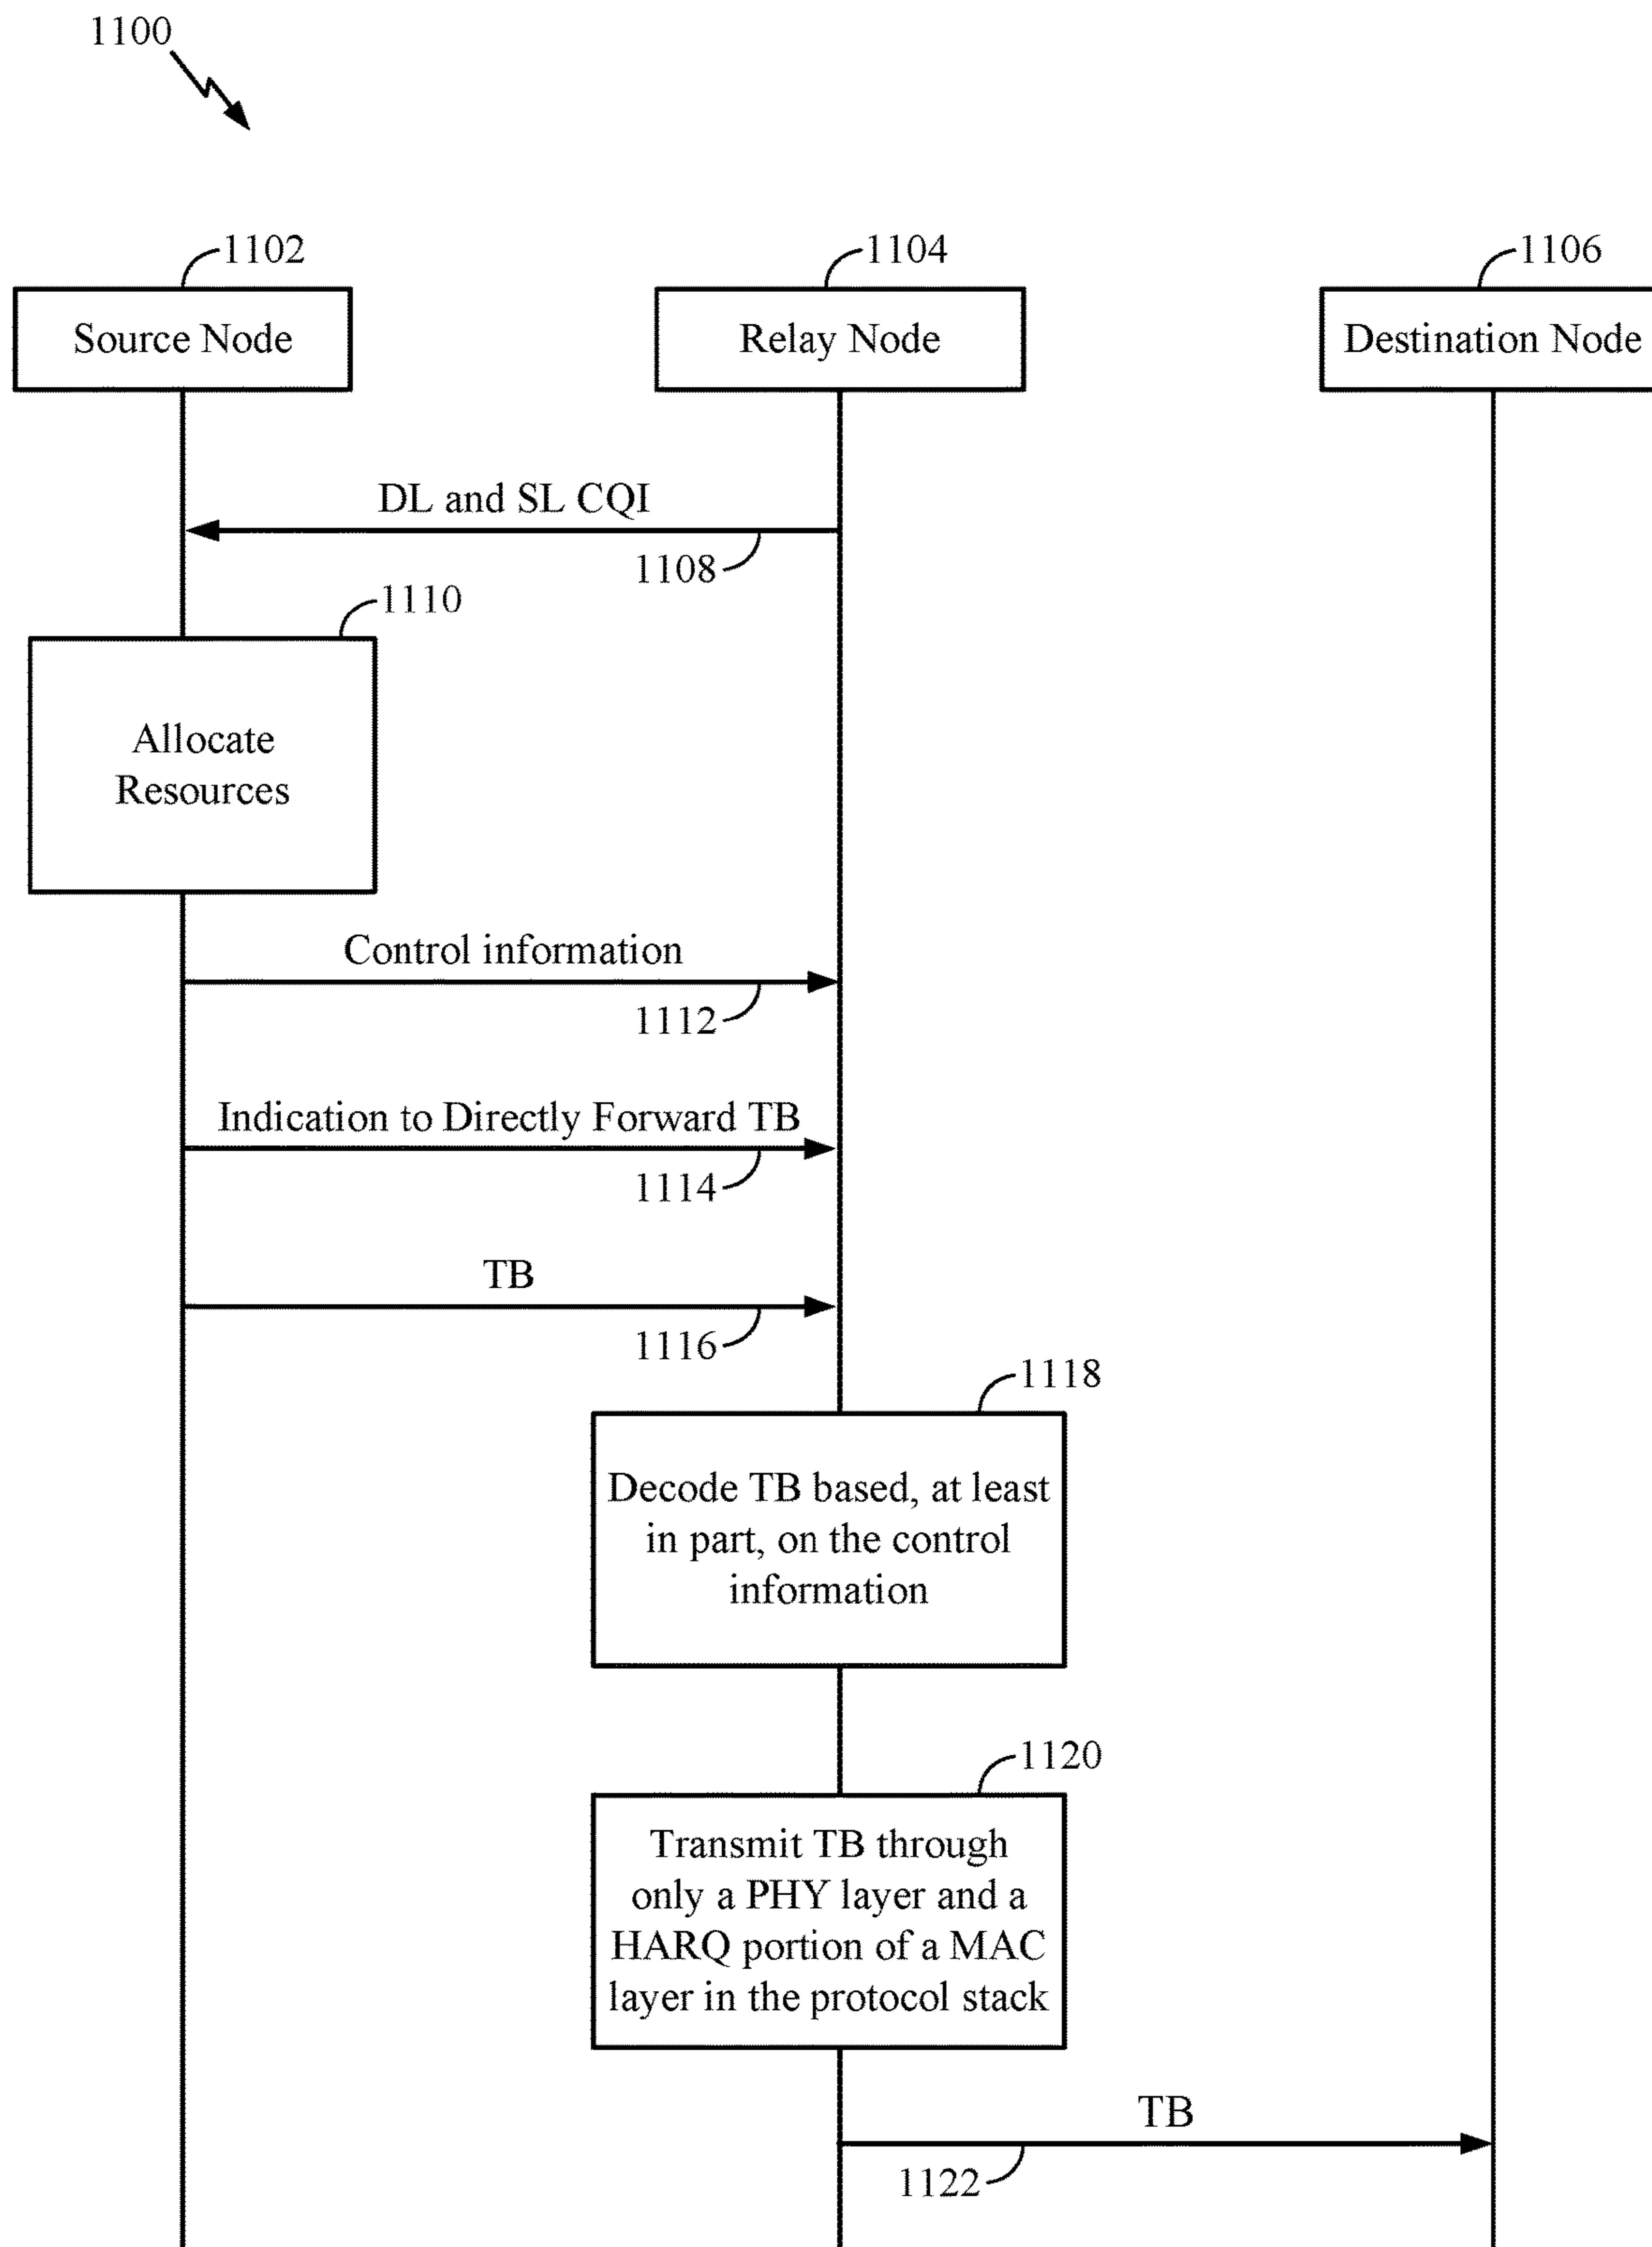 1100
1102
1104
1106
Source Node
Relay Node
Destination Node
DL and SL CQI
1108
1110
Allocate
Resources
Control information
1112
Indication to Directly Forward TB
1114
TB
1116
1118
Decode TB based, at least
in part, on the control
information
1120
Transmit TB through
only a PHY layer and a
HARQ portion of a MAC
layer in the protocol stack
TB
1122